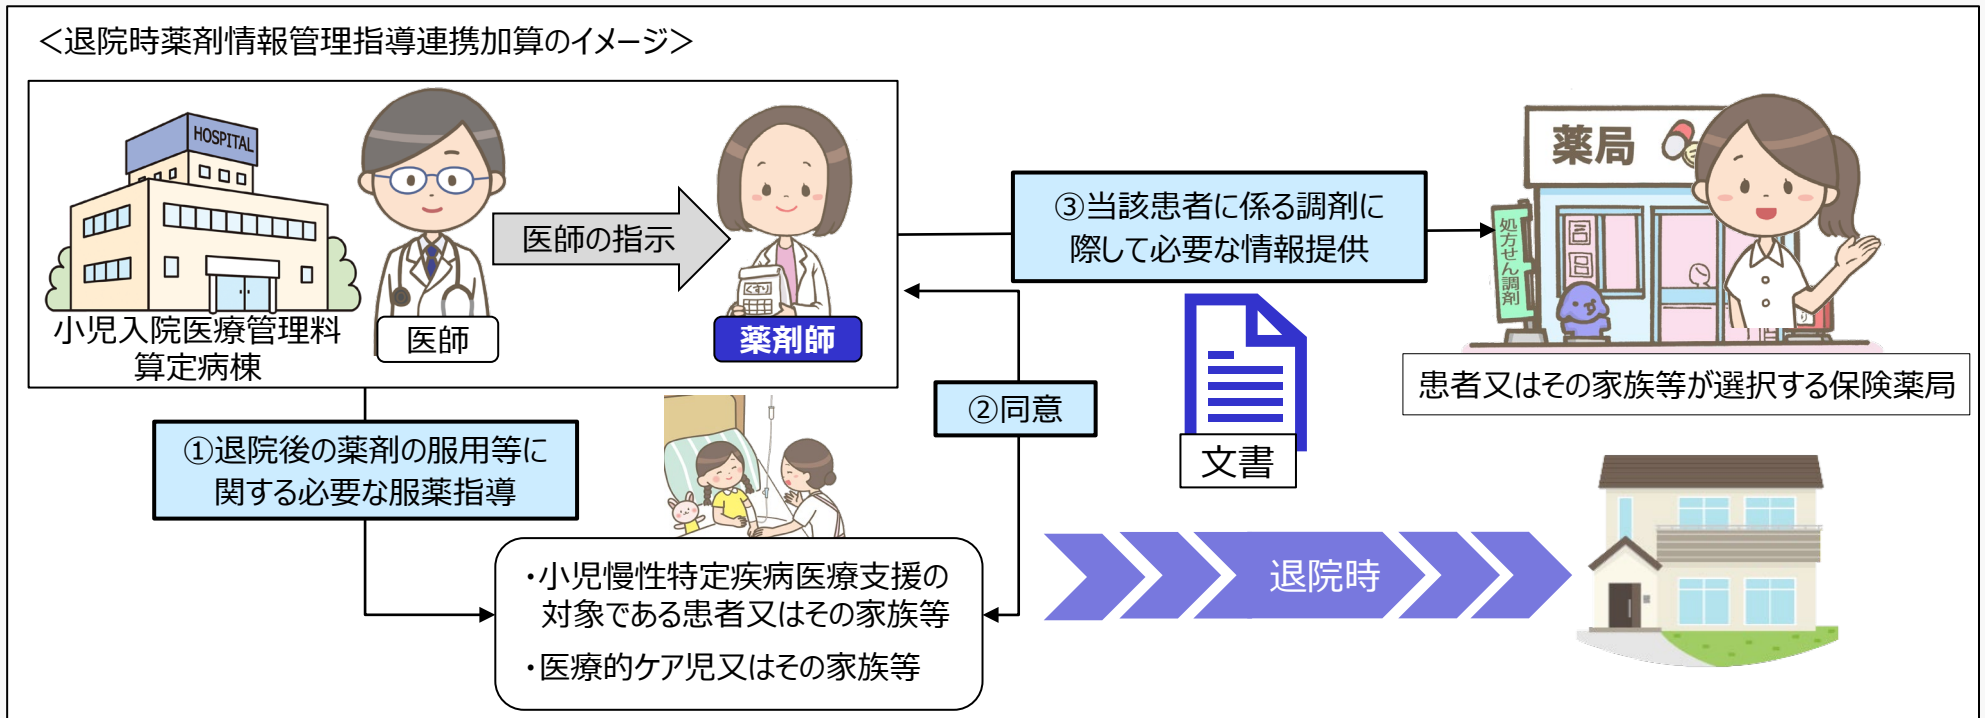 ＜退院時薬剤情報管理指導連携加算のイメージ＞
HOSPITAL
小児入院医療管理料
算定病棟
医師
医師の指示
くすり
薬剤師
③当該患者に係る調剤に
際して必要な情報提供
薬局
処方せん調剤
患者又はその家族等が選択する保険薬局
①退院後の薬剤の服用等に
関する必要な服薬指導
②同意
文書
・小児慢性特定疾病医療支援の
対象である患者又はその家族等
・医療的ケア児又はその家族等
退院時